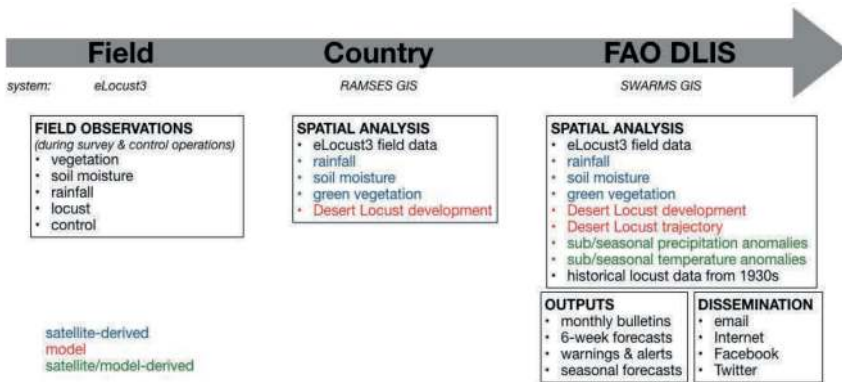 Field Country FAO DLIS
system: eLocust3 RAMSES GIS SWARMS GIS
FIELD OBSERVATIONS
(during survey & control operations)
• vegetation
• soil moisture
• rainfall
• locust
• control
SPATIAL ANALYSIS
• eLocust3 field data
• rainfall
• soil moisture
• green vegetation
• Desert Locust development
SPATIAL ANALYSIS
• eLocust3 field data
• rainfall
• soil moisture
• green vegetation
• Desert Locust development
• Desert Locust trajectory
• sub/seasonal precipitation anomalies
• sub/seasonal temperature anomalies
• historical locust data from 1930s
OUTPUTS
• monthly bulletins
• 6-week forecasts
• warnings & alerts
• seasonal forecasts
DISSEMINATION
• email
• Internet
• Facebook
• Twitter
satellite-derived
model
satellite/model-derived